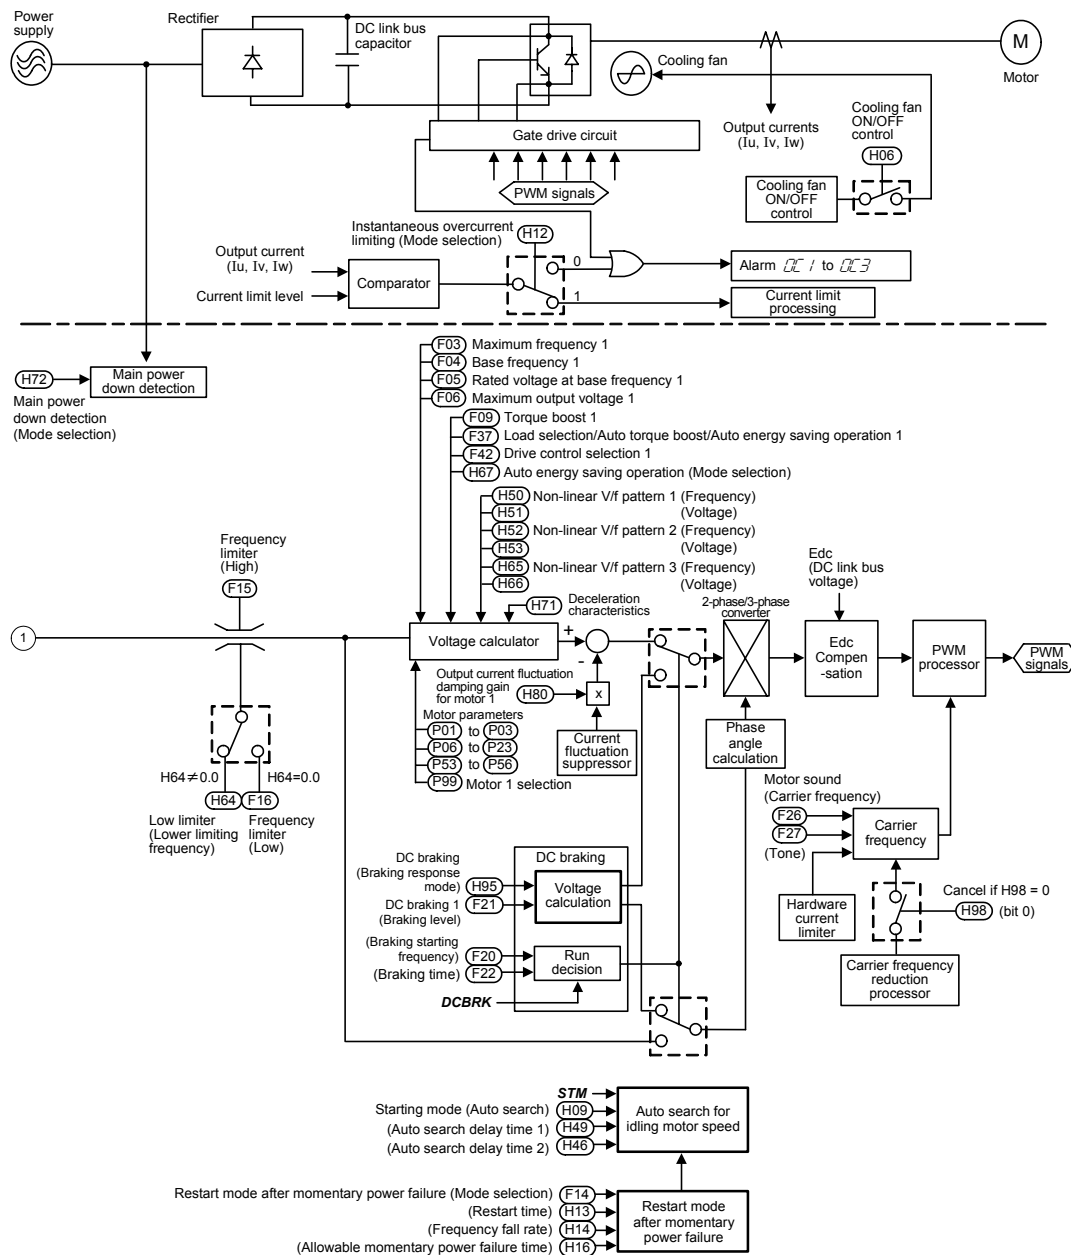 Power
supply
Rectifier
DC link bus
capacitor
Cooling fan
M
Motor
Gate drive circuit
PWM signals
Output currents
(Iu, Iv, Iw)
Cooling fan
ON/OFF
control
H06
Cooling fan
ON/OFF
control
Instantaneous overcurrent
limiting (Mode selection)
H12
Output current
(Iu, Iv, Iw)
Current limit level
Comparator
0
1
Alarm OC1 to OC3
Current limit
processing
H72
Main power
down detection
Main power
down detection
(Mode selection)
F03 Maximum frequency 1
F04 Base frequency 1
F05 Rated voltage at base frequency 1
F06 Maximum output voltage 1
F09 Torque boost 1
F37 Load selection/Auto torque boost/Auto energy saving operation 1
F42 Drive control selection 1
H67 Auto energy saving operation (Mode selection)
H50 Non-linear V/f pattern 1 (Frequency)
H51 (Voltage)
H52 Non-linear V/f pattern 2 (Frequency)
H53 (Voltage)
H65 Non-linear V/f pattern 3 (Frequency)
H66 (Voltage)
H71 Deceleration
characteristics
Frequency
limiter
(High)
F15
1
Voltage calculator
+
-
Output current fluctuation
damping gain
for motor 1
H80
x
Current
fluctuation
suppressor
2-phase/3-phase
converter
Edc
(DC link bus
voltage)
Edc
Compen
-sation
PWM
processor
PWM
signals
Motor parameters
P01 to P03
P06 to P23
P53 to P56
P99 Motor 1 selection
Phase
angle
calculation
H64≠0.0
H64=0.0
H64
F16
Low limiter
(Lower limiting
frequency)
Frequency
limiter
(Low)
Motor sound
(Carrier frequency)
F26
F27
(Tone)
Carrier
frequency
Hardware
current
limiter
Cancel if H98 = 0
H98 (bit 0)
Carrier frequency
reduction
processor
DC braking
(Braking response
mode)
H95
DC braking 1
F21
(Braking level)
DC braking
Voltage
calculation
(Braking starting
frequency)
F20
(Braking time)
F22
Run
decision
DCBRK
STM
Starting mode (Auto search) H09
(Auto search delay time 1) H49
(Auto search delay time 2) H46
Auto search for
idling motor speed
Restart mode after momentary power failure (Mode selection) F14
(Restart time) H13
(Frequency fall rate) H14
(Allowable momentary power failure time) H16
Restart mode
after momentary
power failure